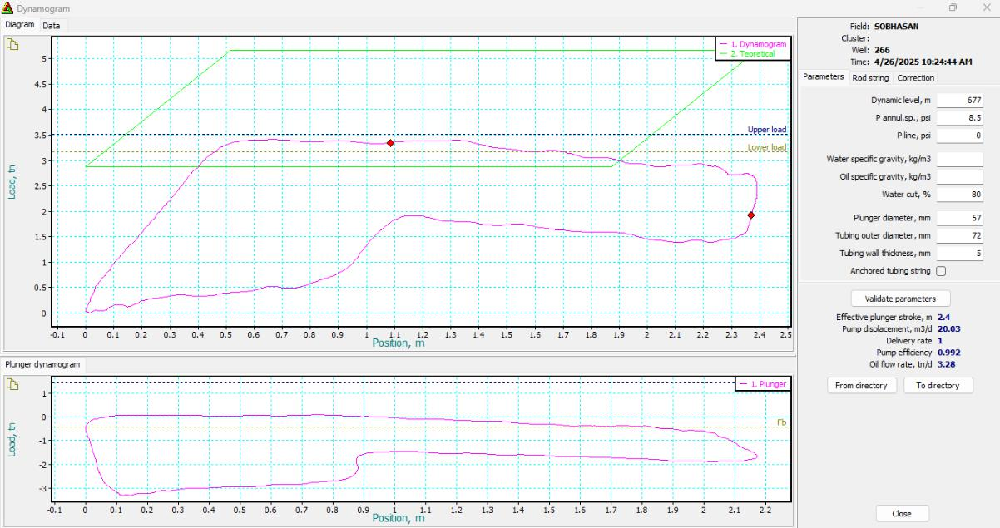 Dynamogram
Diagram Data
1. Dynamogram
2. Teoretical
Upper load
Lower load
Load, tn
5
4.5
4
3.5
3
2.5
2
1.5
1
0.5
0
-0.1 0 0.1 0.2 0.3 0.4 0.5 0.6 0.7 0.8 0.9 1 1.1 1.2 1.3 1.4 1.5 1.6 1.7 1.8 1.9 2 2.1 2.2 2.3 2.4 2.5
Position, m
Plunger dynamogram
1. Plunger
Fb
Load, tn
1
0
-1
-2
-3
-0.1 0 0.1 0.2 0.3 0.4 0.5 0.6 0.7 0.8 0.9 1 1.1 1.2 1.3 1.4 1.5 1.6 1.7 1.8 1.9 2 2.1 2.2
Position, m
Field: SOBHASAN
Cluster:
Well: 266
Time: 4/26/2025 10:24:44 AM
Parameters Rod string Correction
Dynamic level, m 677
P annul.sp., psi 8.5
P line, psi 0
Water specific gravity, kg/m3
Oil specific gravity, kg/m3
Water cut, % 80
Plunger diameter, mm 57
Tubing outer diameter, mm 72
Tubing wall thickness, mm 5
Anchored tubing string
Validate parameters
Effective plunger stroke, m 2.4
Pump displacement, m3/d 20.03
Delivery rate 1
Pump efficiency 0.992
Oil flow rate, tn/d 3.28
From directory To directory
Close